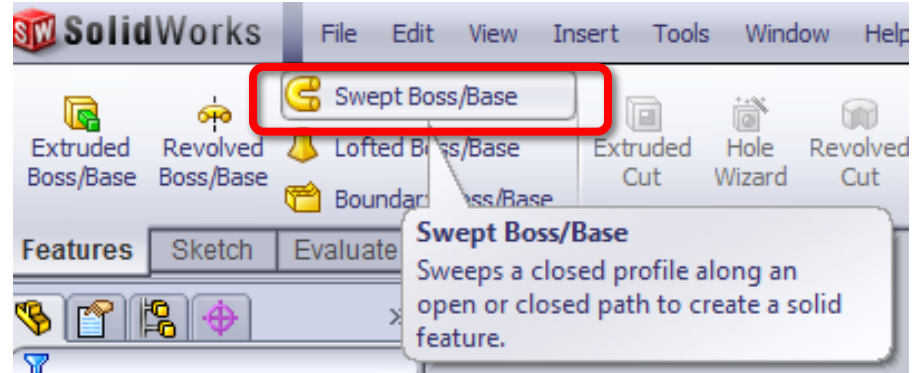 SW SolidWorks File Edit View Insert Tools Window Help
Swept Boss/Base
Extruded Boss/Base
Revolved Boss/Base
Lofted Boss/Base
Extruded Cut
Hole Wizard
Revolved Cut
Features Sketch Evaluate
Swept Boss/Base
Sweeps a closed profile along an
open or closed path to create a solid
feature.